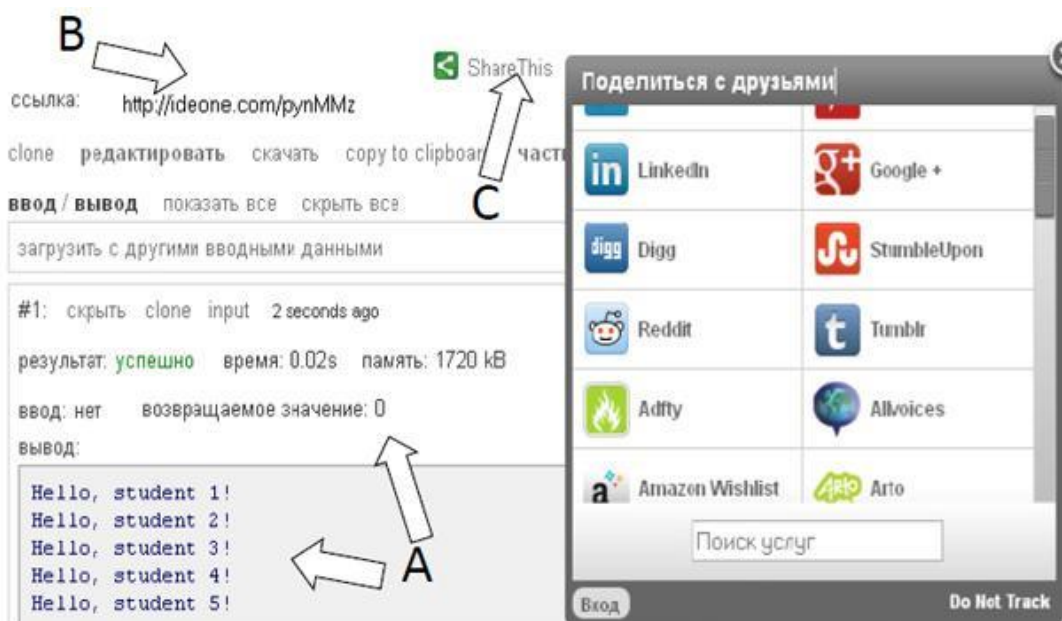 B
ShareThis
ссылка: http://ideone.com/pynMMz
clone редактировать скачать copy to clipboar част
C
ввод / вывод показать все скрыть все
загрузить с другими вводными данными
#1: скрыть clone input 2 seconds ago
результат: успешно время: 0.02s память: 1720 kB
ввод: нет возвращаемое значение: 0
вывод:
Hello, student 1!
Hello, student 2!
Hello, student 3!
Hello, student 4!
Hello, student 5!
A
Поделиться с друзьями
LinkedIn
Google +
digg Digg
StumbleUpon
Reddit
Tumblr
Adfty
Allvoices
Amazon Wishlist
Arto
Поиск услуг
Вход
Do Not Track